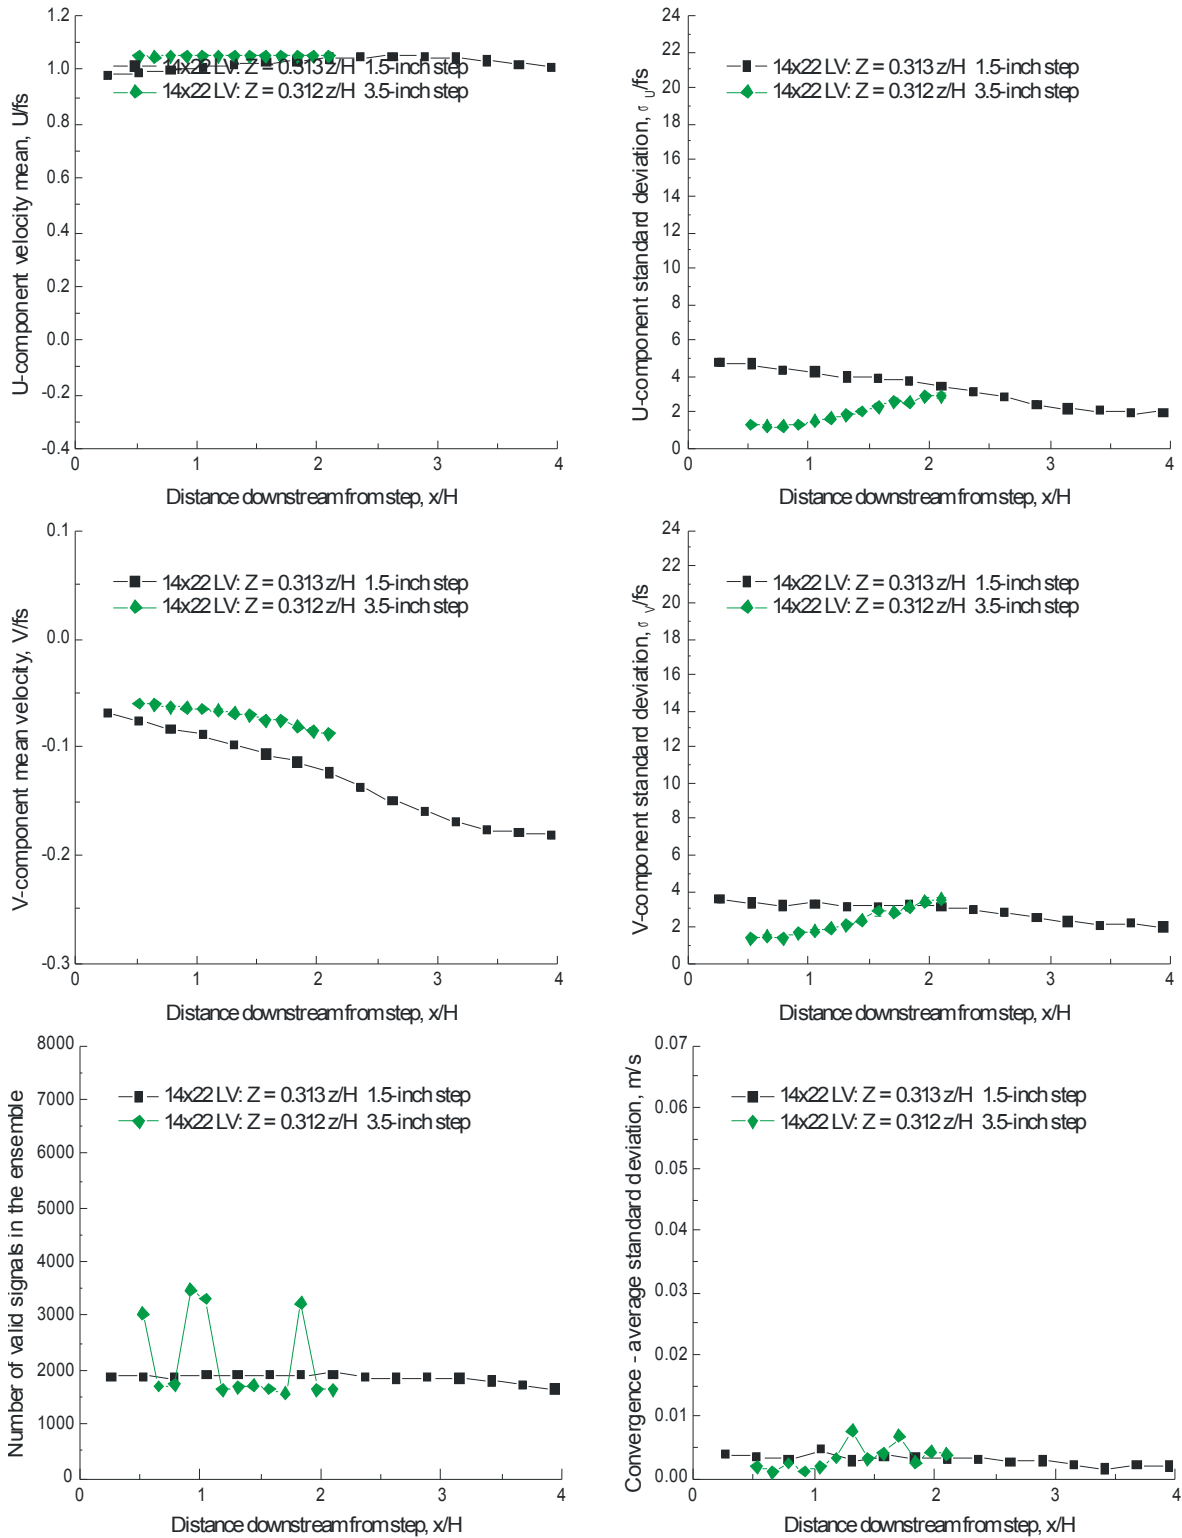 U-component velocity mean, U/fs
1.2
1.0
0.8
0.6
0.4
0.2
0.0
-0.2
-0.4
14x22 LV: Z = 0.313 z/H 1.5-inch step
14x22 LV: Z = 0.312 z/H 3.5-inch step
0 1 2 3 4
Distance downstream from step, x/H
U-component standard deviation, σ U/fs
24
22
20
18
16
14
12
10
8
6
4
2
0
14x22 LV: Z = 0.313 z/H 1.5-inch step
14x22 LV: Z = 0.312 z/H 3.5-inch step
0 1 2 3 4
Distance downstream from step, x/H
V-component mean velocity, V/fs
0.1
0.0
-0.1
-0.2
-0.3
14x22 LV: Z = 0.313 z/H 1.5-inch step
14x22 LV: Z = 0.312 z/H 3.5-inch step
0 1 2 3 4
Distance downstream from step, x/H
V-component standard deviation, σ V/fs
24
22
20
18
16
14
12
10
8
6
4
2
0
14x22 LV: Z = 0.313 z/H 1.5-inch step
14x22 LV: Z = 0.312 z/H 3.5-inch step
0 1 2 3 4
Distance downstream from step, x/H
Number of valid signals in the ensemble
8000
7000
6000
5000
4000
3000
2000
1000
0
14x22 LV: Z = 0.313 z/H 1.5-inch step
14x22 LV: Z = 0.312 z/H 3.5-inch step
0 1 2 3 4
Distance downstream from step, x/H
Convergence - average standard deviation, m/s
0.07
0.06
0.05
0.04
0.03
0.02
0.01
0.00
14x22 LV: Z = 0.313 z/H 1.5-inch step
14x22 LV: Z = 0.312 z/H 3.5-inch step
0 1 2 3 4
Distance downstream from step, x/H